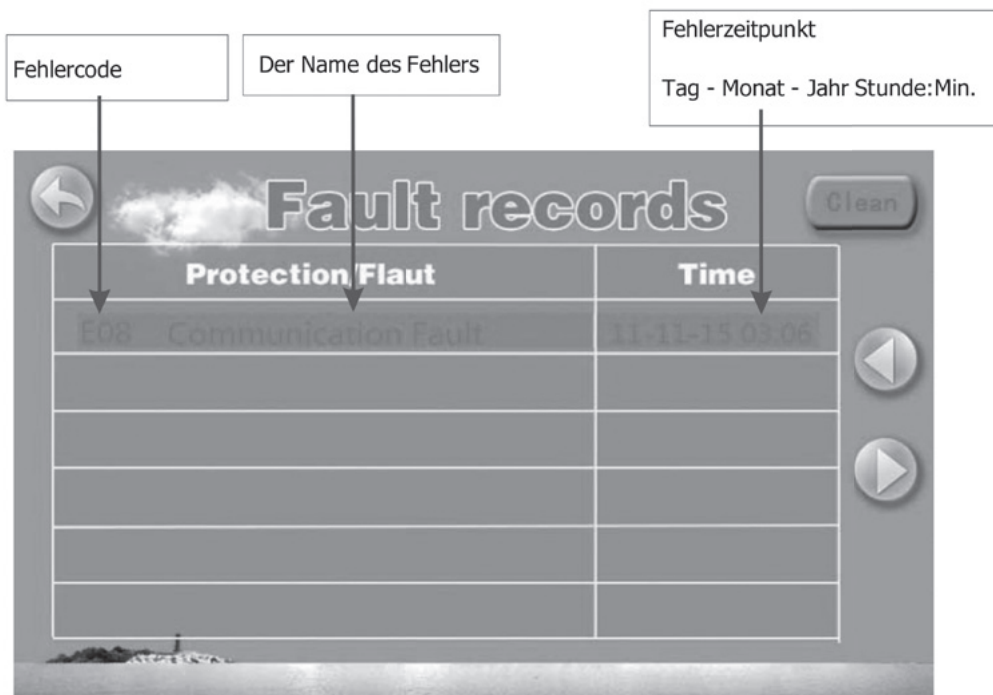 Fehlerzeitpunkt
Fehlercode
Der Name des Fehlers
Tag - Monat - Jahr Stunde:Min.
Fault records
Clean
Protection/Flaut
Time
E08 Communication Fault
11-11-15 03:06